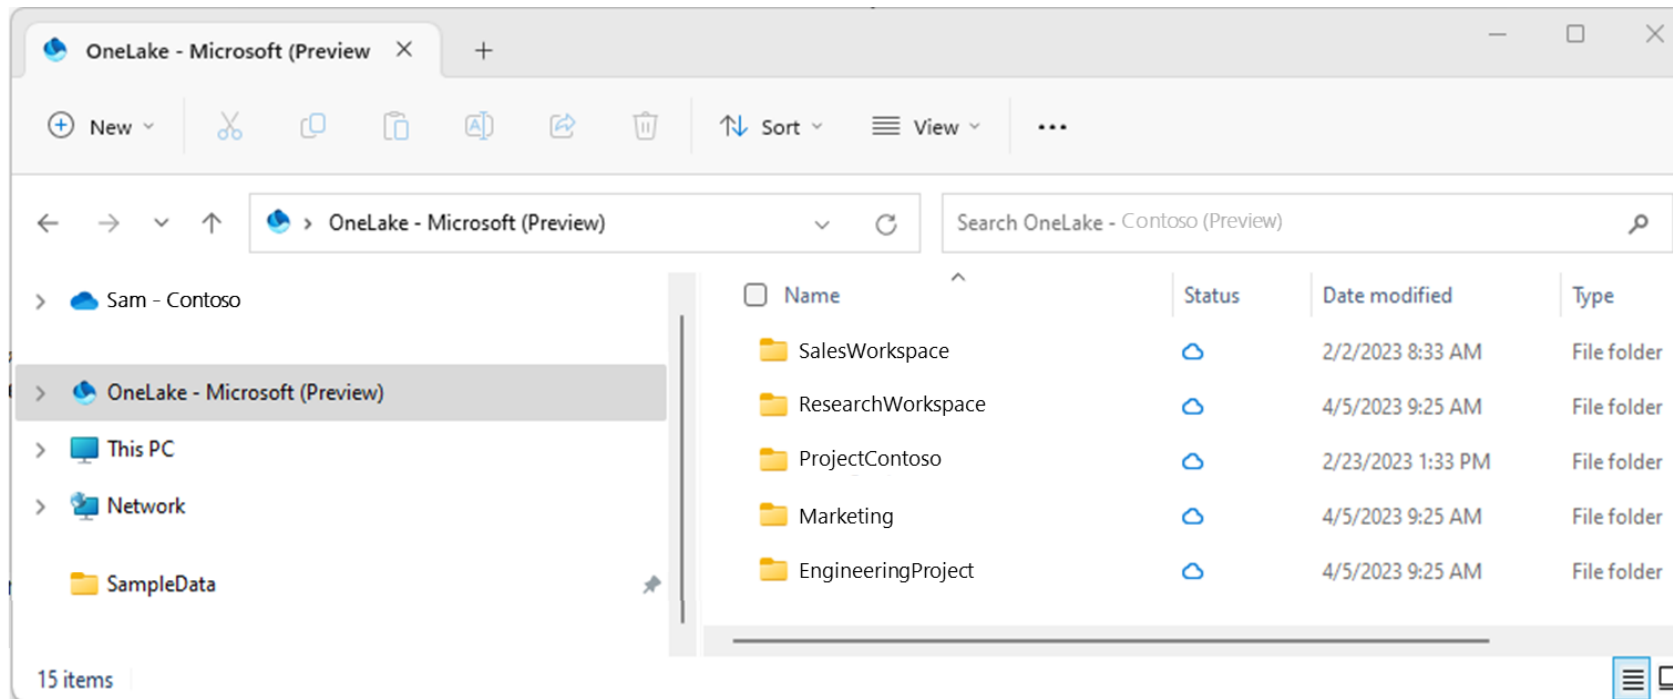 OneLake - Microsoft (Preview
New
Sort
View
OneLake - Microsoft (Preview)
Search OneLake - Contoso (Preview)
Sam - Contoso
OneLake - Microsoft (Preview)
This PC
Network
SampleData
Name Status Date modified Type
SalesWorkspace 2/2/2023 8:33 AM File folder
ResearchWorkspace 4/5/2023 9:25 AM File folder
ProjectContoso 2/23/2023 1:33 PM File folder
Marketing 4/5/2023 9:25 AM File folder
EngineeringProject 4/5/2023 9:25 AM File folder
15 items